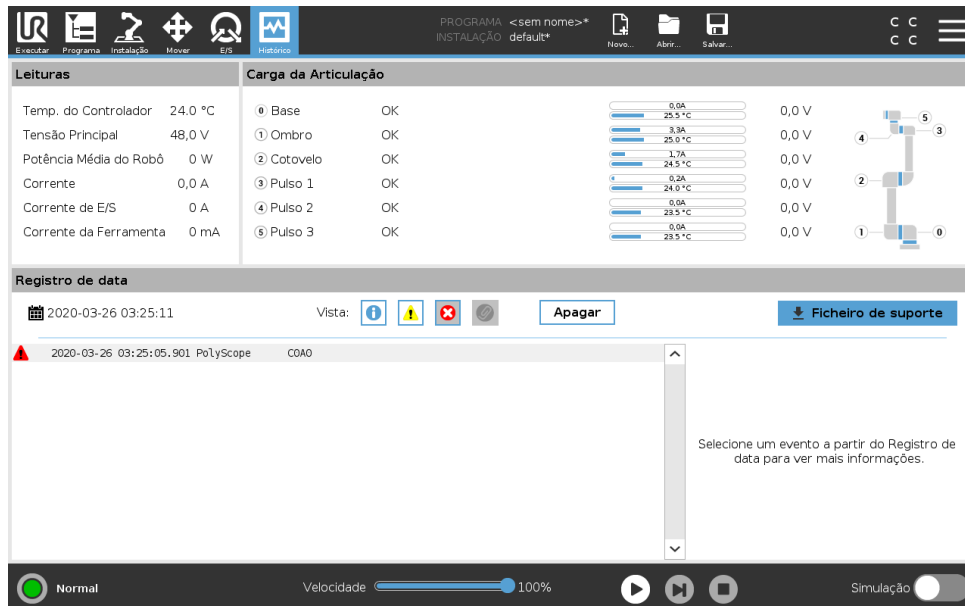 PROGRAMA <sem nome>*
INSTALAÇÃO default*
UR
Executar Programa Instalação Mover E/S Histórico Novo... Abrir... Salvar...
C C
C C
Leituras
Temp. do Controlador 24.0 °C
Tensão Principal 48,0 V
Potência Média do Robô 0 W
Corrente 0,0 A
Corrente de E/S 0 A
Corrente da Ferramenta 0 mA
Carga da Articulação
0 Base OK 0,0A 25.5 °C 0,0 V
1 Ombro OK 3,3A 25.0 °C 0,0 V
2 Cotovelo OK 1,7A 24.5 °C 0,0 V
3 Pulso 1 OK 0,2A 24.0 °C 0,0 V
4 Pulso 2 OK 0,0A 23.5 °C 0,0 V
5 Pulso 3 OK 0,0A 23.5 °C 0,0 V
5
4 3
2
1 0
Registro de data
2020-03-26 03:25:11 Vista: Apagar Ficheiro de suporte
2020-03-26 03:25:05.901 PolyScope C0A0
Selecione um evento a partir do Registro de
data para ver mais informações.
Normal Velocidade 100% Simulação